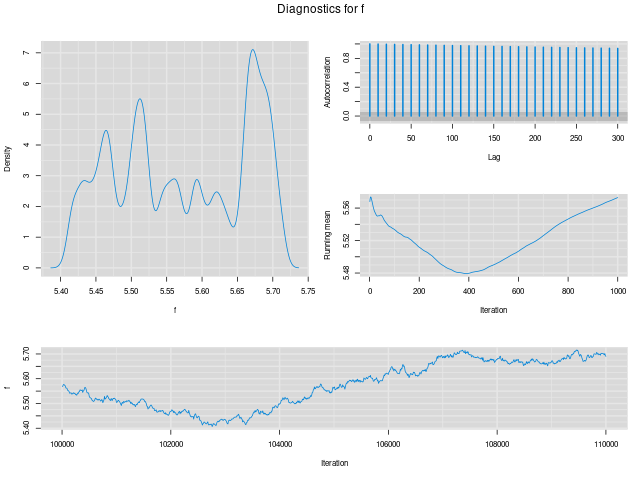 Diagnostics for f
Density
0 1 2 3 4 5 6 7
5.40 5.45 5.50 5.55 5.60 5.65 5.70 5.75
f
Autocorrelation
0.0 0.4 0.8
0 50 100 150 200 250 300
Lag
Running mean
5.48 5.52 5.56
0 200 400 600 800 1000
Iteration
f
5.40 5.50 5.60 5.70
100000 102000 104000 106000 108000 110000
Iteration